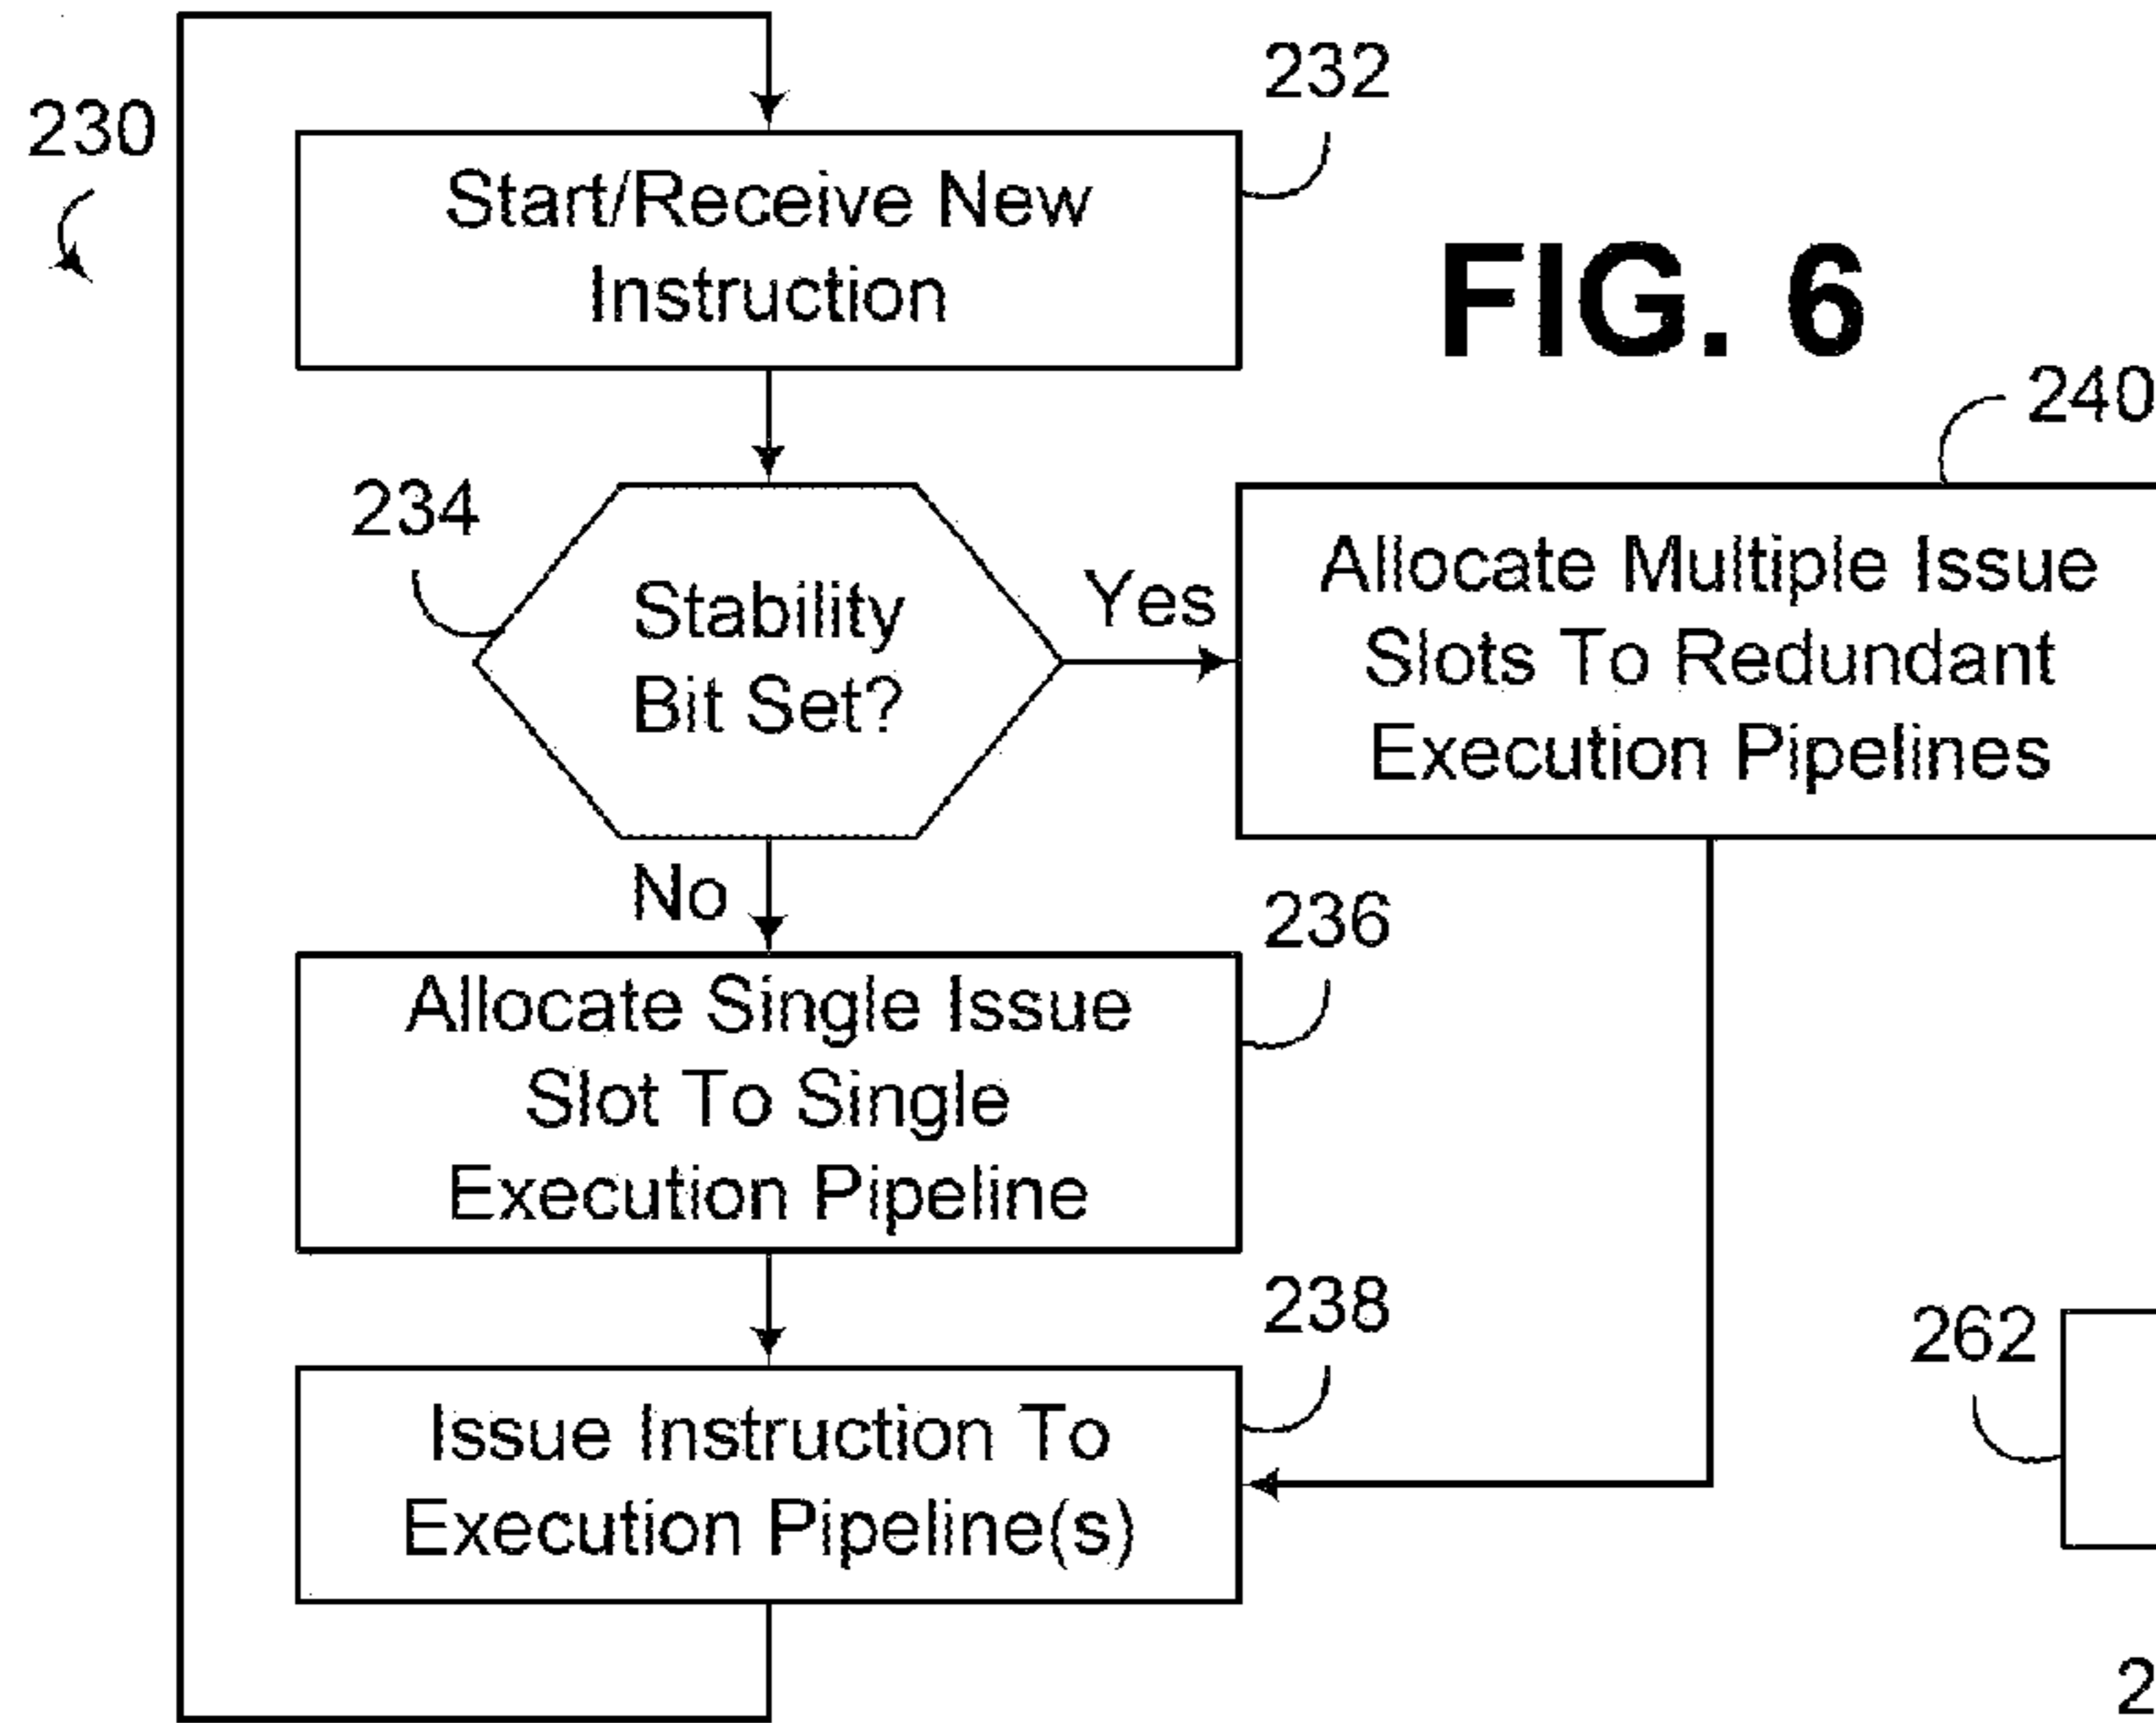 230
232
Start/Receive New
Instruction
FIG. 6
240
234
Stability
Bit Set?
Yes
Allocate Multiple Issue
Slots To Redundant
Execution Pipelines
No
236
Allocate Single Issue
Slot To Single
Execution Pipeline
238
Issue Instruction To
Execution Pipeline(s)
262